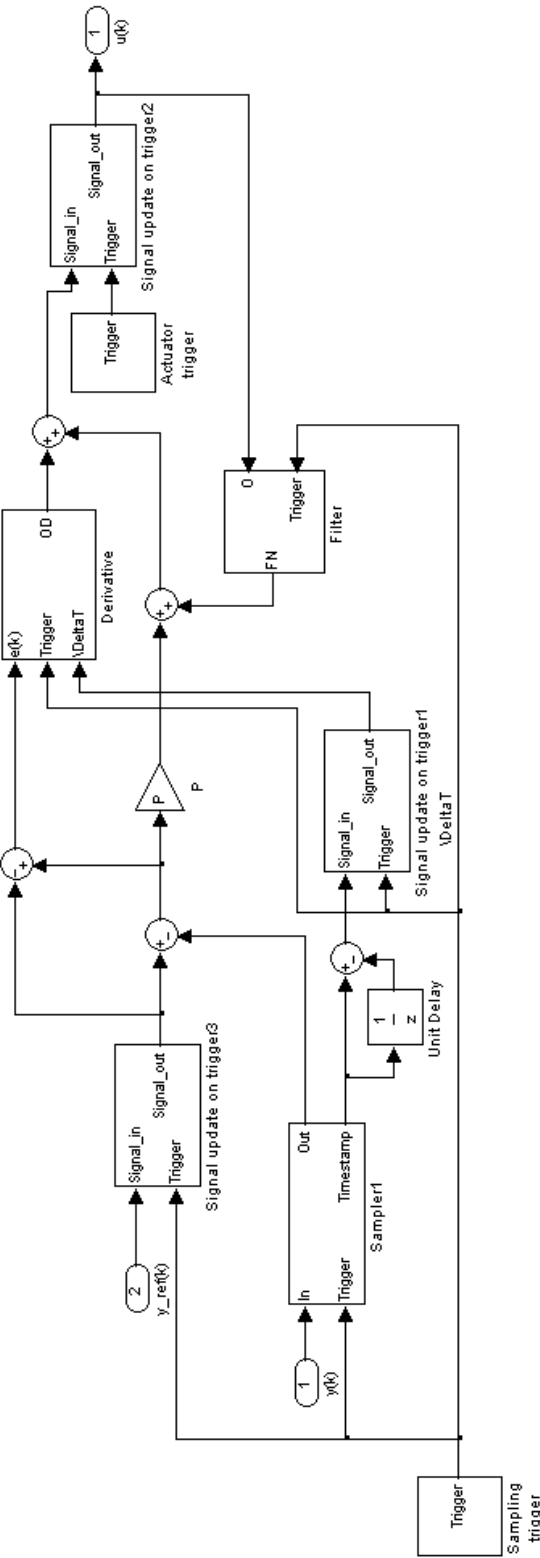 Trigger
Sampling
trigger
1
y(k)
2
y_ref(k)
In
Trigger
Out
Timestamp
Sampler1
Signal_in
Trigger
Signal_out
Signal update on trigger3
1
z
Unit Delay
+
-
+
-
-
+
Signal_in
Trigger
Signal_out
Signal update on trigger1
\DeltaT
P
P
e(k)
Trigger
\DeltaT
OD
Derivative
+
+
FN
O
Trigger
Filter
+
+
Trigger
Actuator
trigger
Signal_in
Trigger
Signal_out
Signal update on trigger2
1
u(k)